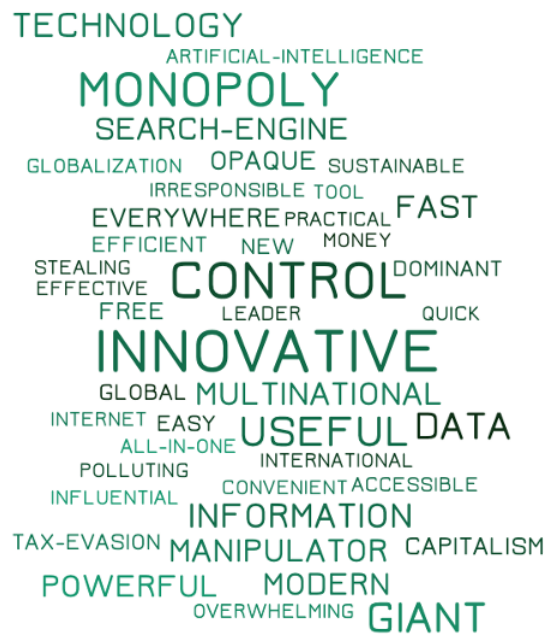 TECHNOLOGY
ARTIFICIAL-INTELLIGENCE
MONOPOLY
SEARCH-ENGINE
GLOBALIZATION OPAQUE SUSTAINABLE
IRRESPONSIBLE TOOL
EVERYWHERE PRACTICAL FAST
EFFICIENT NEW MONEY
STEALING CONTROL DOMINANT
EFFECTIVE
FREE LEADER QUICK
INNOVATIVE
GLOBAL MULTINATIONAL
INTERNET EASY USEFUL DATA
ALL-IN-ONE
POLLUTING INTERNATIONAL
INFLUENTIAL CONVENIENT ACCESSIBLE
INFORMATION
TAX-EVASION MANIPULATOR CAPITALISM
POWERFUL MODERN
OVERWHELMING GIANT